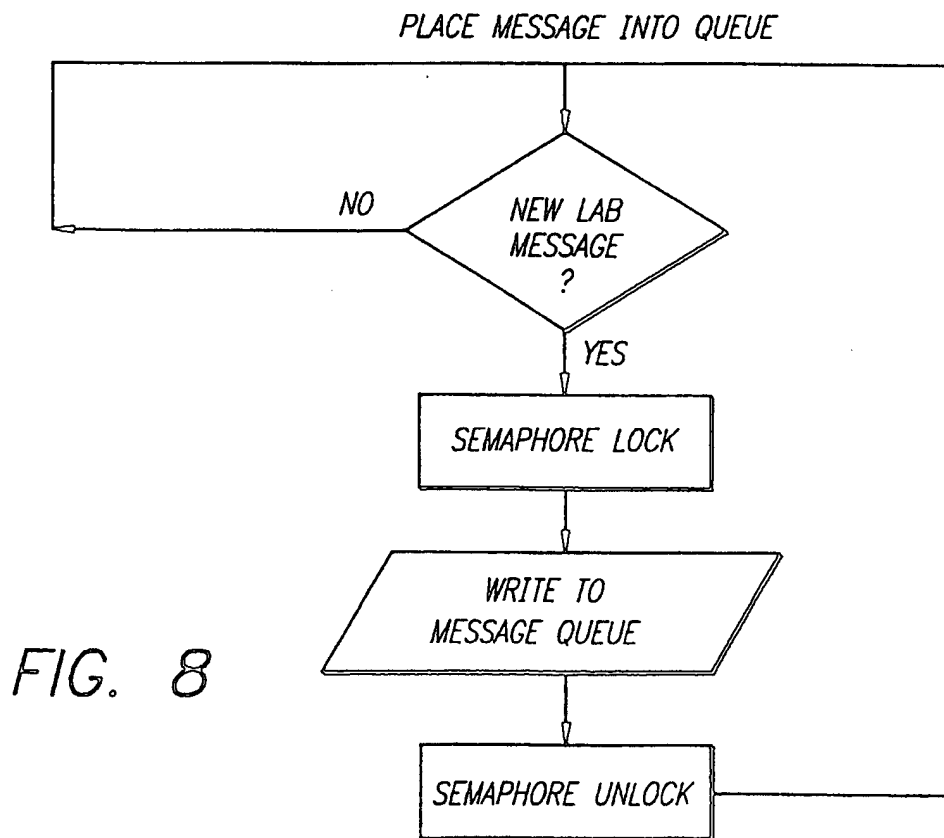 PLACE MESSAGE INTO QUEUE
NO
NEW LAB
MESSAGE
?
YES
SEMAPHORE LOCK
WRITE TO
MESSAGE QUEUE
FIG. 8
SEMAPHORE UNLOCK